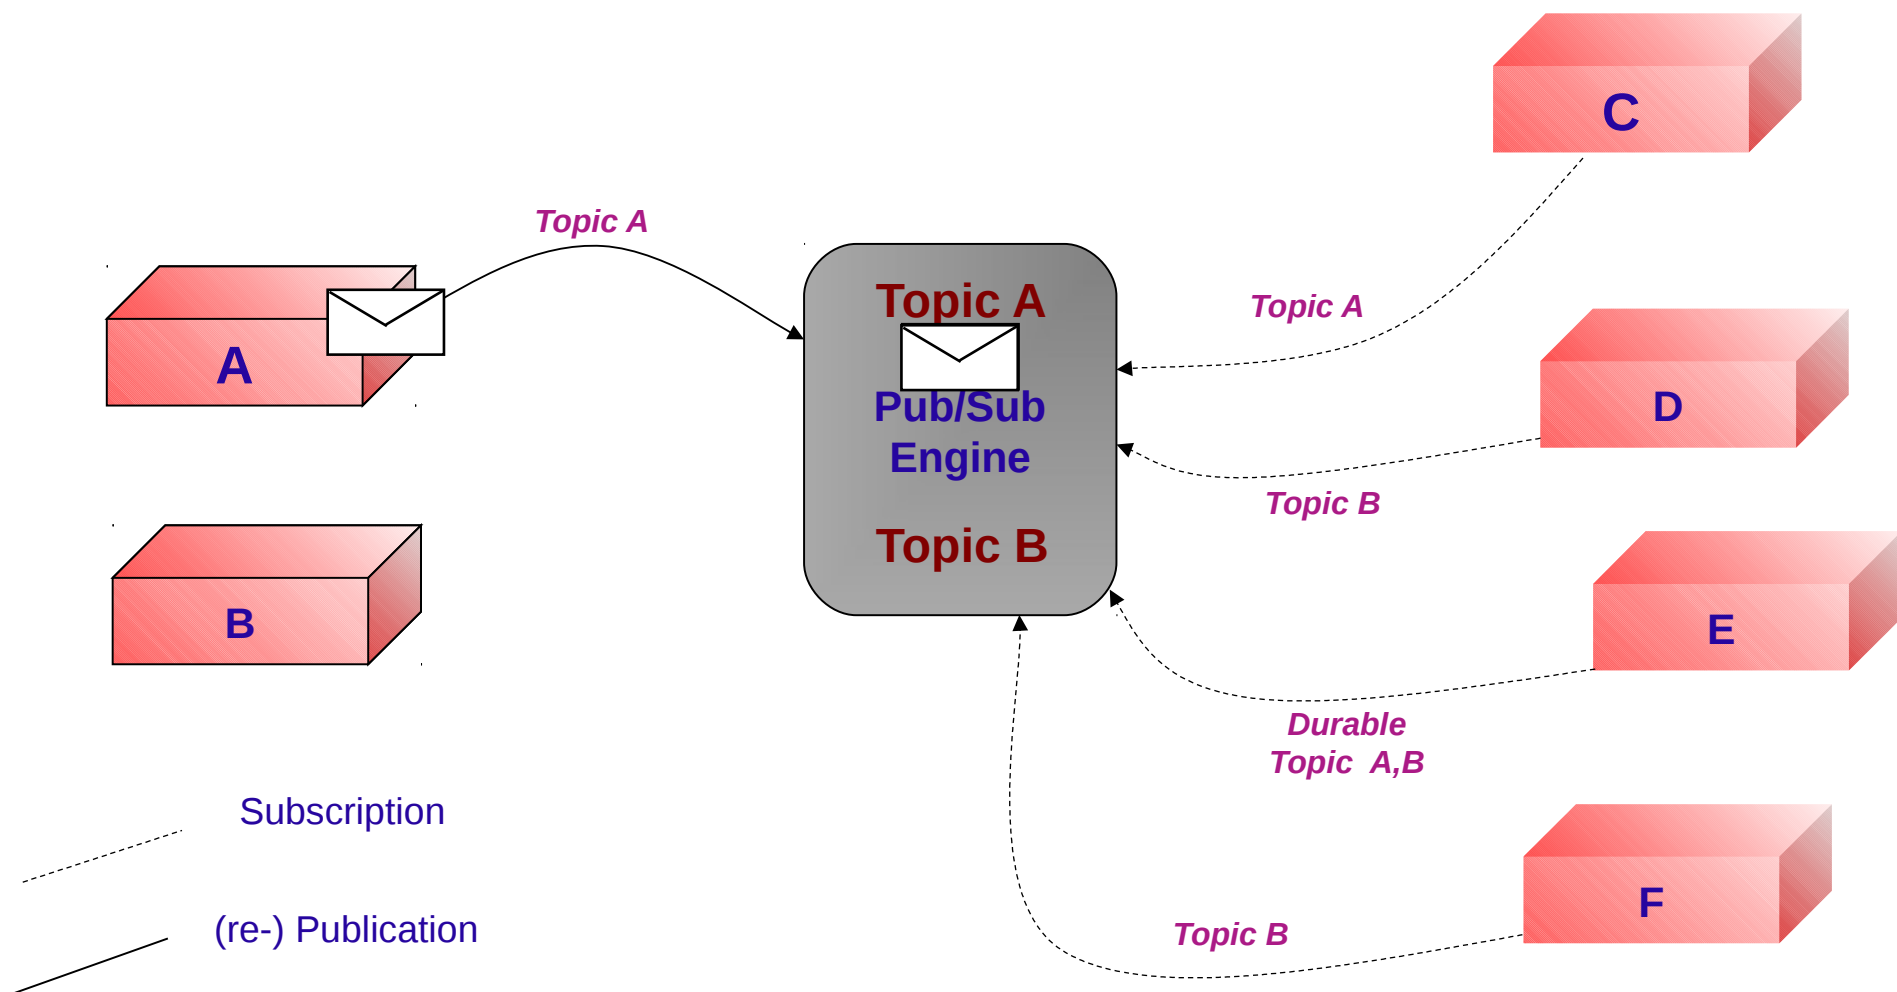 C
Topic A
Topic A
A
Topic A
Pub/Sub
Engine
Topic B
D
Topic B
B
E
Durable
Topic  A,B
Subscription
F
(re-) Publication
Topic B